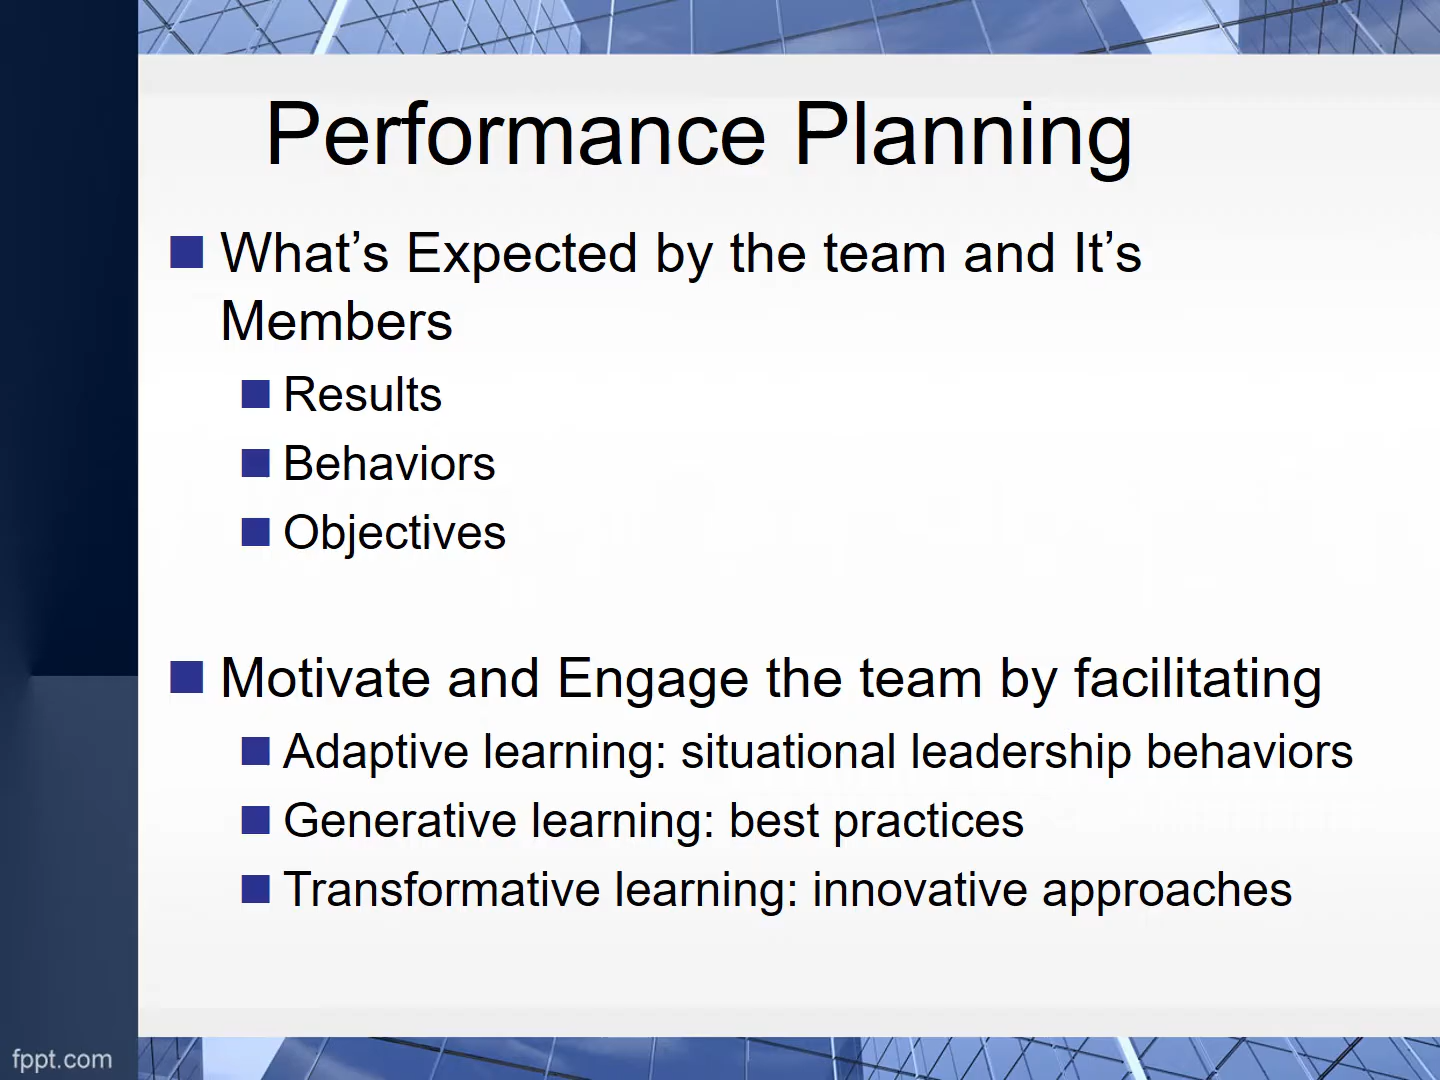 Performance Planning
What’s Expected by the team and It’s
Members
Results
Behaviors
Objectives
Motivate and Engage the team by facilitating
Adaptive learning: situational leadership behaviors
Generative learning: best practices
Transformative learning: innovative approaches
fppt.com